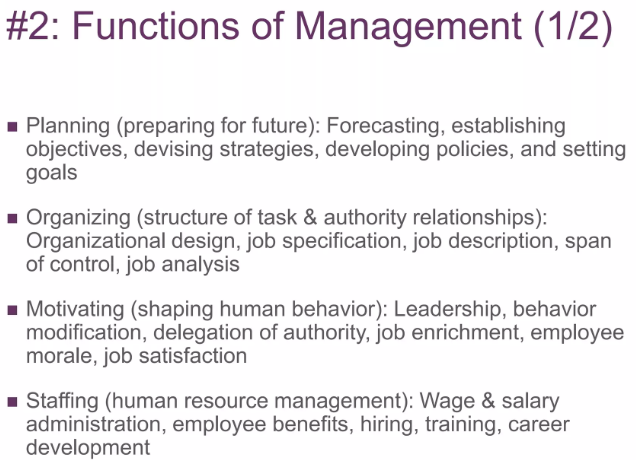 #2: Functions of Management (1/2)
Planning (preparing for future): Forecasting, establishing
objectives, devising strategies, developing policies, and setting
goals
Organizing (structure of task & authority relationships):
Organizational design, job specification, job description, span
of control, job analysis
Motivating (shaping human behavior): Leadership, behavior
modification, delegation of authority, job enrichment, employee
morale, job satisfaction
Staffing (human resource management): Wage & salary
administration, employee benefits, hiring, training, career
development